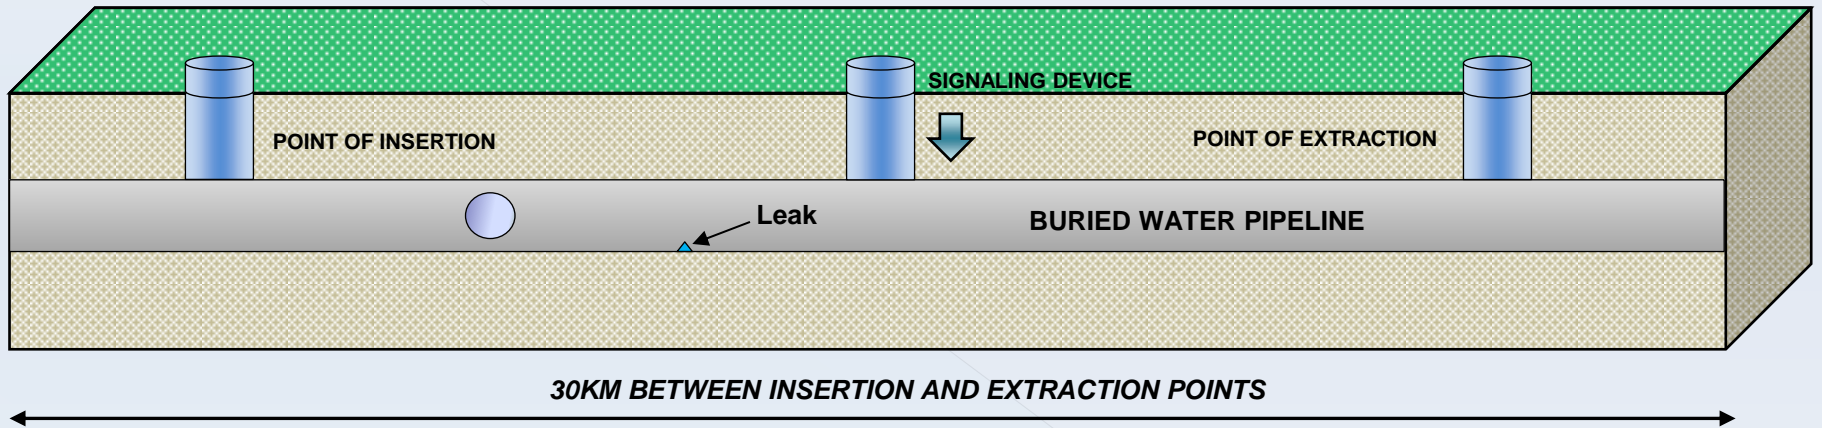 SIGNALING DEVICE
POINT OF INSERTION
POINT OF EXTRACTION
Leak
BURIED WATER PIPELINE
30KM BETWEEN INSERTION AND EXTRACTION POINTS